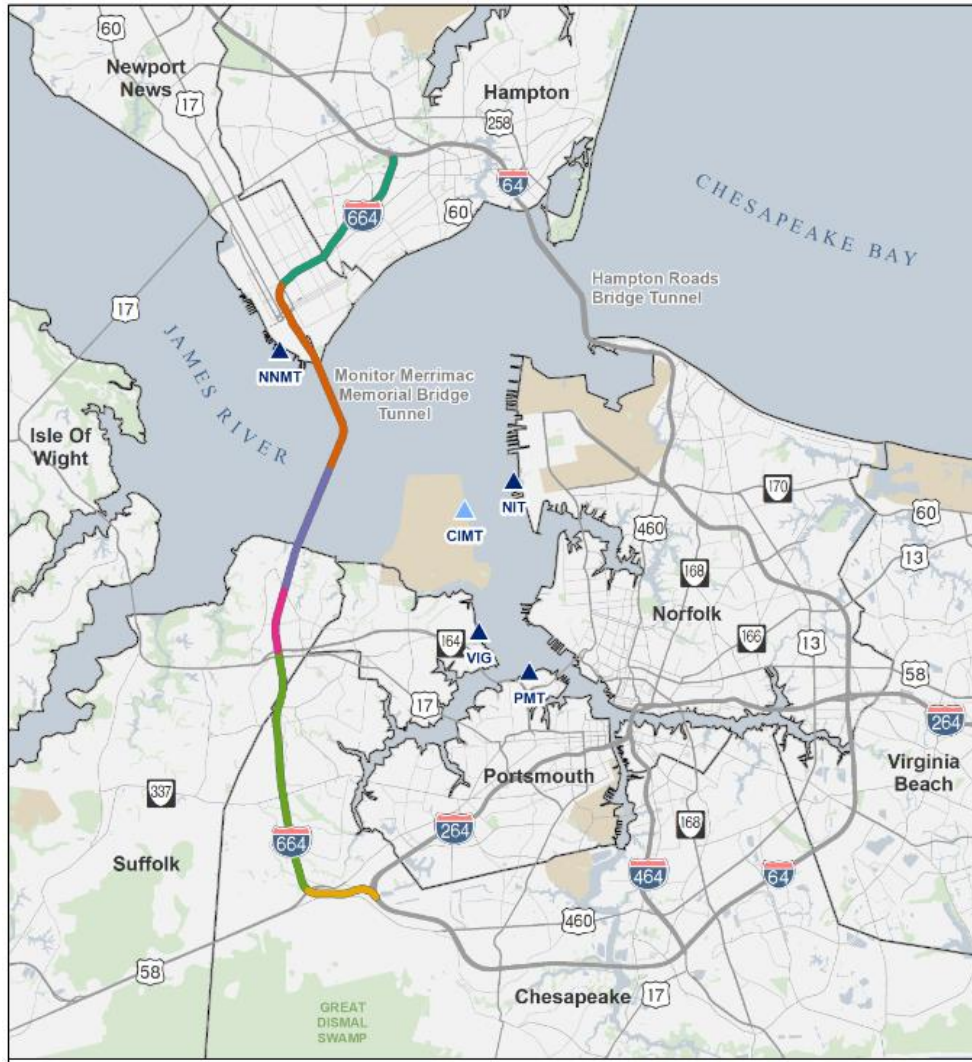 60
Newport
News
17
Hampton
258
64
664
60
CHESAPEAKE BAY
Hampton Roads
Bridge Tunnel
17
JAMES RIVER
NNMT
Monitor Merrimac
Memorial Bridge
Tunnel
Isle Of
Wight
NIT
CIMT
170
460
60
13
168
Norfolk
164
VIG
166
13
PMT
58
17
264
Virginia
Beach
Portsmouth
337
264
168
664
Suffolk
464
64
460
58
Chesapeake
17
GREAT
DISMAL
SWAMP